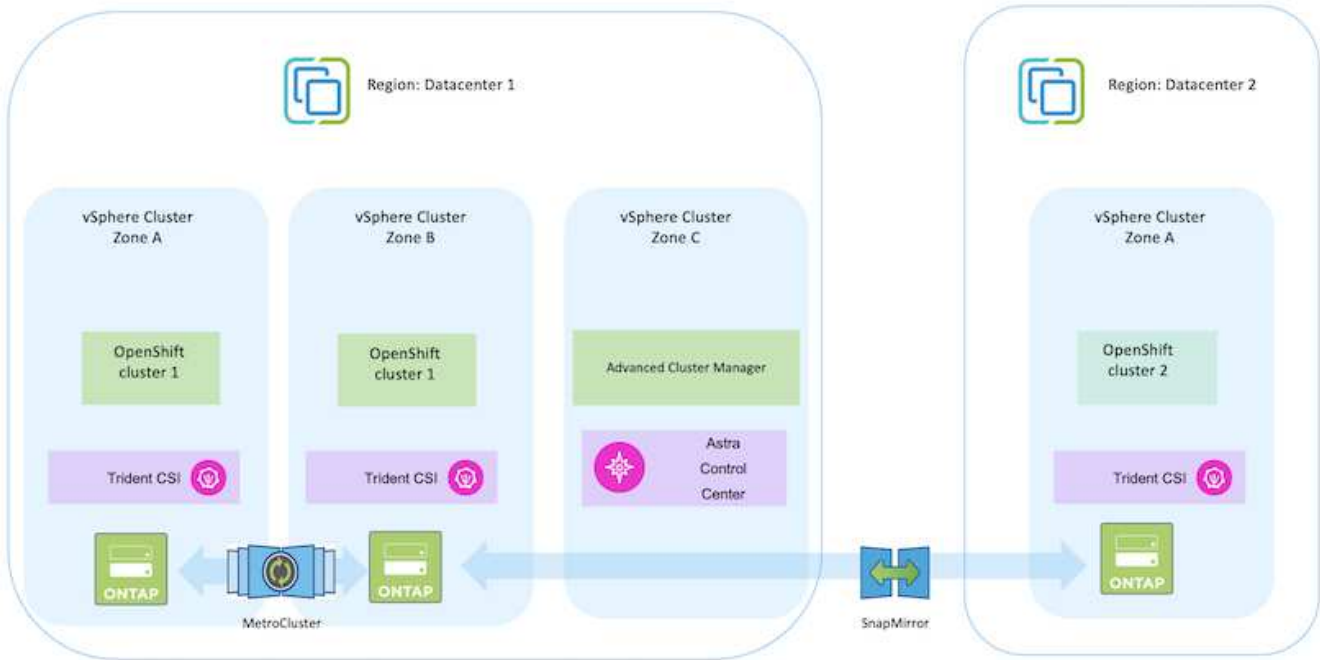 Region: Datacenter 1
Region: Datacenter 2
vSphere Cluster
Zone A
vSphere Cluster
Zone B
vSphere Cluster
Zone C
vSphere Cluster
Zone A
OpenShift
cluster 1
OpenShift
cluster 1
Advanced Cluster Manager
OpenShift
cluster 2
Trident CSI
Trident CSI
Astra
Control
Center
Trident CSI
ONTAP
ONTAP
ONTAP
MetroCluster
SnapMirror